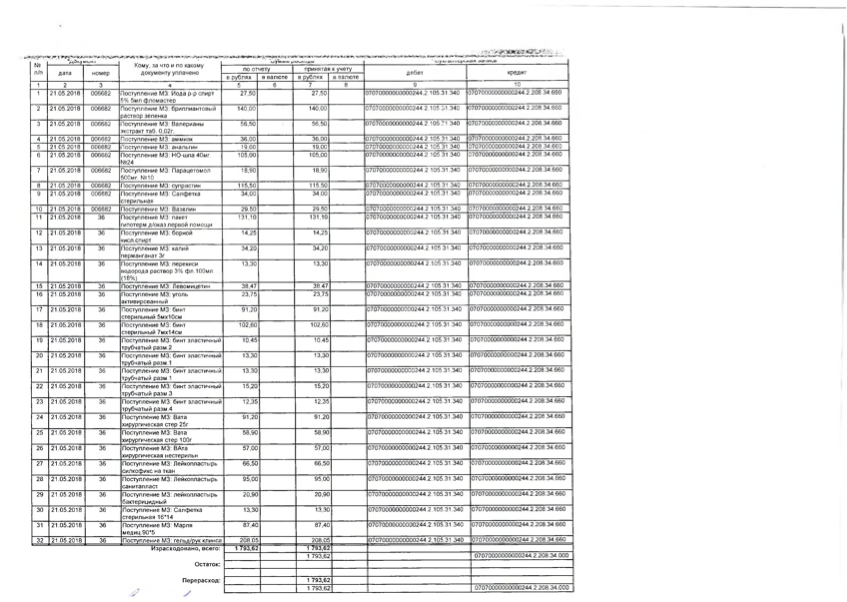 № п/п дата номер Кому, за что и по какому документу уплачено по отчету в рублях в валюте принятая к учету в рублях в валюте дебет кредит
1 2 3 4 5 6 7 8 9 10
1 21.05.2018 006682 Поступление МЗ: Йода р-р спирт 27,50 27,50 07070000000000244.2.105.31.340 07070000000000244.2.208.34.660
5% 5мл фломастер
2 21.05.2018 006682 Поступление МЗ: бриллиантовый 140,00 140,00 07070000000000244.2.105.31.340 07070000000000244.2.208.34.660
раствор зеленка
3 21.05.2018 006682 Поступление МЗ: Валерианы 56,50 56,50 07070000000000244.2.105.31.340 07070000000000244.2.208.34.660
экстракт таб. 0,02г.
4 21.05.2018 006682 Поступление МЗ: аммиак 36,00 36,00 07070000000000244.2.105.31.340 07070000000000244.2.208.34.660
5 21.05.2018 006682 Поступление МЗ: анальгин 19,00 19,00 07070000000000244.2.105.31.340 07070000000000244.2.208.34.660
6 21.05.2018 006682 Поступление МЗ: НО-шпа 40мг 105,00 105,00 07070000000000244.2.105.31.340 07070000000000244.2.208.34.660
№24
7 21.05.2018 006682 Поступление МЗ: Парацетомол 18,90 18,90 07070000000000244.2.105.31.340 07070000000000244.2.208.34.660
500мг. №10
8 21.05.2018 006682 Поступление МЗ: супрастин 115,50 115,50 07070000000000244.2.105.31.340 07070000000000244.2.208.34.660
9 21.05.2018 006682 Поступление МЗ: Салфетка 34,00 34,00 07070000000000244.2.105.31.340 07070000000000244.2.208.34.660
стерильная
10 21.05.2018 006682 Поступление МЗ: Вазелин 29,50 29,50 07070000000000244.2.105.31.340 07070000000000244.2.208.34.660
11 21.05.2018 36 Поступление МЗ: пакет 131,10 131,10 07070000000000244.2.105.31.340 07070000000000244.2.208.34.660
гипотерм.д/оказ.первой помощи
12 21.05.2018 36 Поступление МЗ: борной 14,25 14,25 07070000000000244.2.105.31.340 07070000000000244.2.208.34.660
кисл.спирт
13 21.05.2018 36 Поступление МЗ: калий 34,20 34,20 07070000000000244.2.105.31.340 07070000000000244.2.208.34.660
перманганат 3г
14 21.05.2018 36 Поступление МЗ: перекиси 13,30 13,30 07070000000000244.2.105.31.340 07070000000000244.2.208.34.660
водорода раствор 3% фл.100мл
(18%)
15 21.05.2018 36 Поступление МЗ: Левомицетин 38,47 38,47 07070000000000244.2.105.31.340 07070000000000244.2.208.34.660
16 21.05.2018 36 Поступление МЗ: уголь 23,75 23,75 07070000000000244.2.105.31.340 07070000000000244.2.208.34.660
активированный
17 21.05.2018 36 Поступление МЗ: бинт 91,20 91,20 07070000000000244.2.105.31.340 07070000000000244.2.208.34.660
стерильный 5мх10см
18 21.05.2018 36 Поступление МЗ: бинт 102,60 102,60 07070000000000244.2.105.31.340 07070000000000244.2.208.34.660
стерильный 7мх14см
19 21.05.2018 36 Поступление МЗ: бинт эластичный 10,45 10,45 07070000000000244.2.105.31.340 07070000000000244.2.208.34.660
трубчатый разм.2
20 21.05.2018 36 Поступление МЗ: бинт эластичный 13,30 13,30 07070000000000244.2.105.31.340 07070000000000244.2.208.34.660
трубчатый разм.1
21 21.05.2018 36 Поступление МЗ: бинт эластичный 13,30 13,30 07070000000000244.2.105.31.340 07070000000000244.2.208.34.660
трубчатый разм.1
22 21.05.2018 36 Поступление МЗ: бинт эластичный 15,20 15,20 07070000000000244.2.105.31.340 07070000000000244.2.208.34.660
трубчатый разм 3
23 21.05.2018 36 Поступление МЗ: бинт эластичный 12,35 12,35 07070000000000244.2.105.31.340 07070000000000244.2.208.34.660
трубчатый разм.4
24 21.05.2018 36 Поступление МЗ: Вата 91,20 91,20 07070000000000244.2.105.31.340 07070000000000244.2.208.34.660
хирургическая стер 25г
25 21.05.2018 36 Поступление МЗ: Вата 58,90 58,90 07070000000000244.2.105.31.340 07070000000000244.2.208.34.660
хирургическая стер 100г
26 21.05.2018 36 Поступление МЗ: ВАта 57,00 57,00 07070000000000244.2.105.31.340 07070000000000244.2.208.34.660
хирургическая нестерильн
27 21.05.2018 36 Поступление МЗ: Лейкопластырь 66,50 66,50 07070000000000244.2.105.31.340 07070000000000244.2.208.34.660
силкофикс на ткан.
28 21.05.2018 36 Поступление МЗ: лейкопластырь 95,00 95,00 07070000000000244.2.105.31.340 07070000000000244.2.208.34.660
санитапласт
29 21.05.2018 36 Поступление МЗ: лейкопластырь 20,90 20,90 07070000000000244.2.105.31.340 07070000000000244.2.208.34.660
бактерицидный
30 21.05.2018 36 Поступление МЗ: Салфетка 13,30 13,30 07070000000000244.2.105.31.340 07070000000000244.2.208.34.660
стерильная 16*14
31 21.05.2018 36 Поступление МЗ: Марля 87,40 87,40 07070000000000244.2.105.31.340 07070000000000244.2.208.34.660
медиц.90*5
32 21.05.2018 36 Поступление МЗ: гельд/рук клинса 208,05 208,05 07070000000000244.2.105.31.340 07070000000000244.2.208.34.660
Израсходовано, всего: 1 793,62 1 793,62
1 793,62 07070000000000244.2.208.34.000
Остаток:
Перерасход: 1 793,62
1 793,62 07070000000000244.2.208.34.000